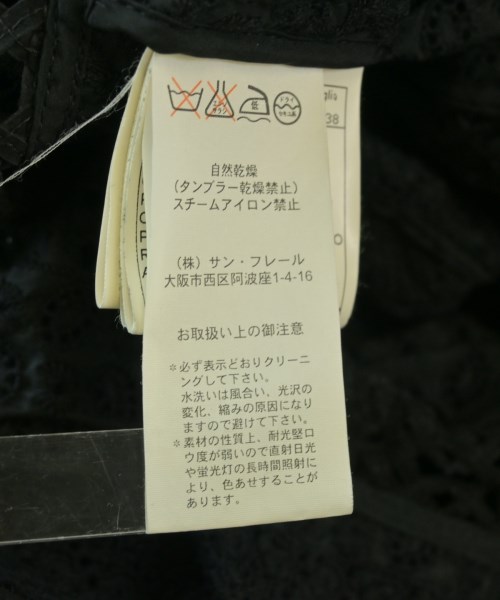 低
ドライ
自然乾燥
(タンブラー乾燥禁止)
スチームアイロン禁止
(株) サン・フレール
大阪市西区阿波座1-4-16
お取扱い上の御注意
*必ず表示どおりクリーニ
ングして下さい。
水洗いは風合い、光沢の
変化、縮みの原因になり
ますので避けて下さい。
*素材の性質上、耐光堅ロ
ウ度が弱いので直射日光
や蛍光灯の長時間照射に
より、色あせすることが
あります。
glia
38